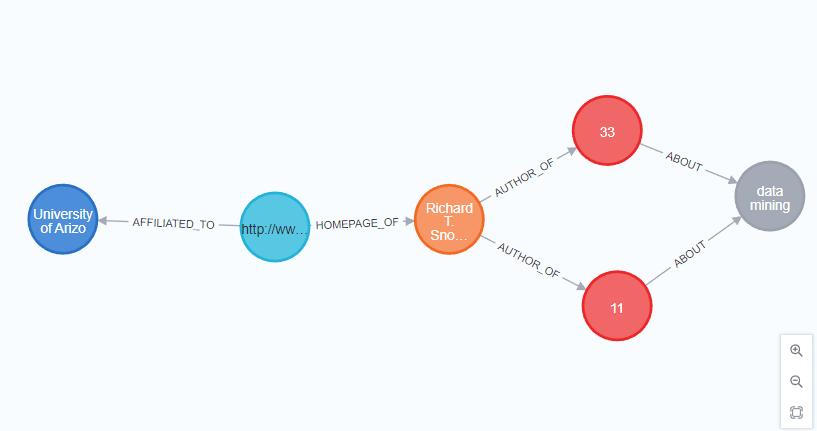 University
of Arizo
AFFILIATED_TO
http://ww...
HOMEPAGE_OF
Richard
T.
Sno...
AUTHOR_OF
33
ABOUT
data
mining
AUTHOR_OF
11
ABOUT